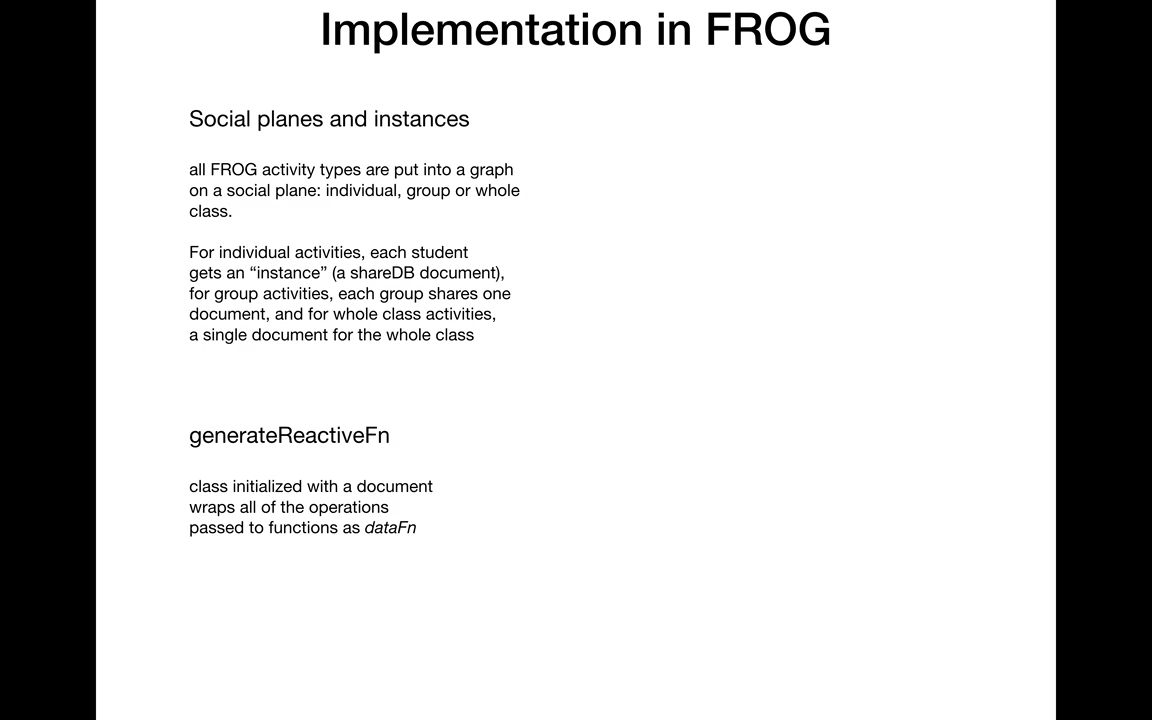 Implementation in FROG
Social planes and instances
all FROG activity types are put into a graph
on a social plane: individual, group or whole
class.
For individual activities, each student
gets an “instance” (a shareDB document),
for group activities, each group shares one
document, and for whole class activities,
a single document for the whole class
generateReactiveFn
class initialized with a document
wraps all of the operations
passed to functions as dataFn